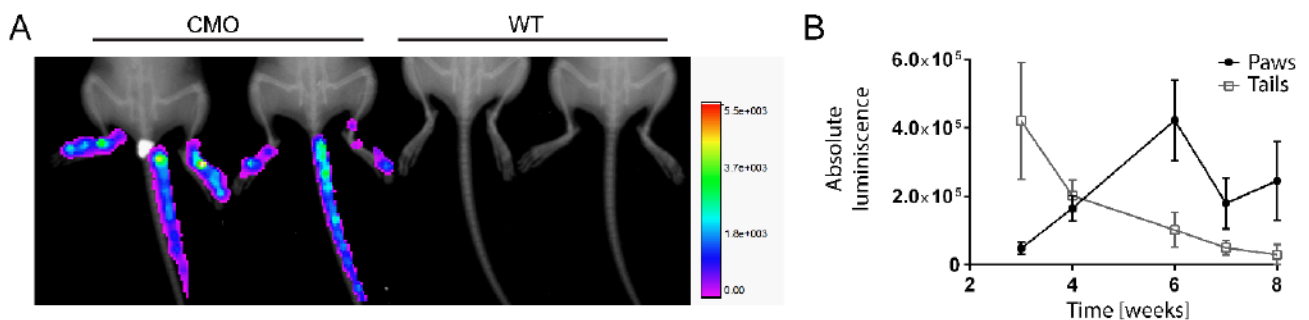 A
CMO
WT
5.5e+003
3.7e+003
1.8e+003
0.00
B
Paws
Tails
6.0×10⁵
4.0×10⁵
2.0×10⁵
0
Absolute
luminiscence
2
4
6
8
Time [weeks]